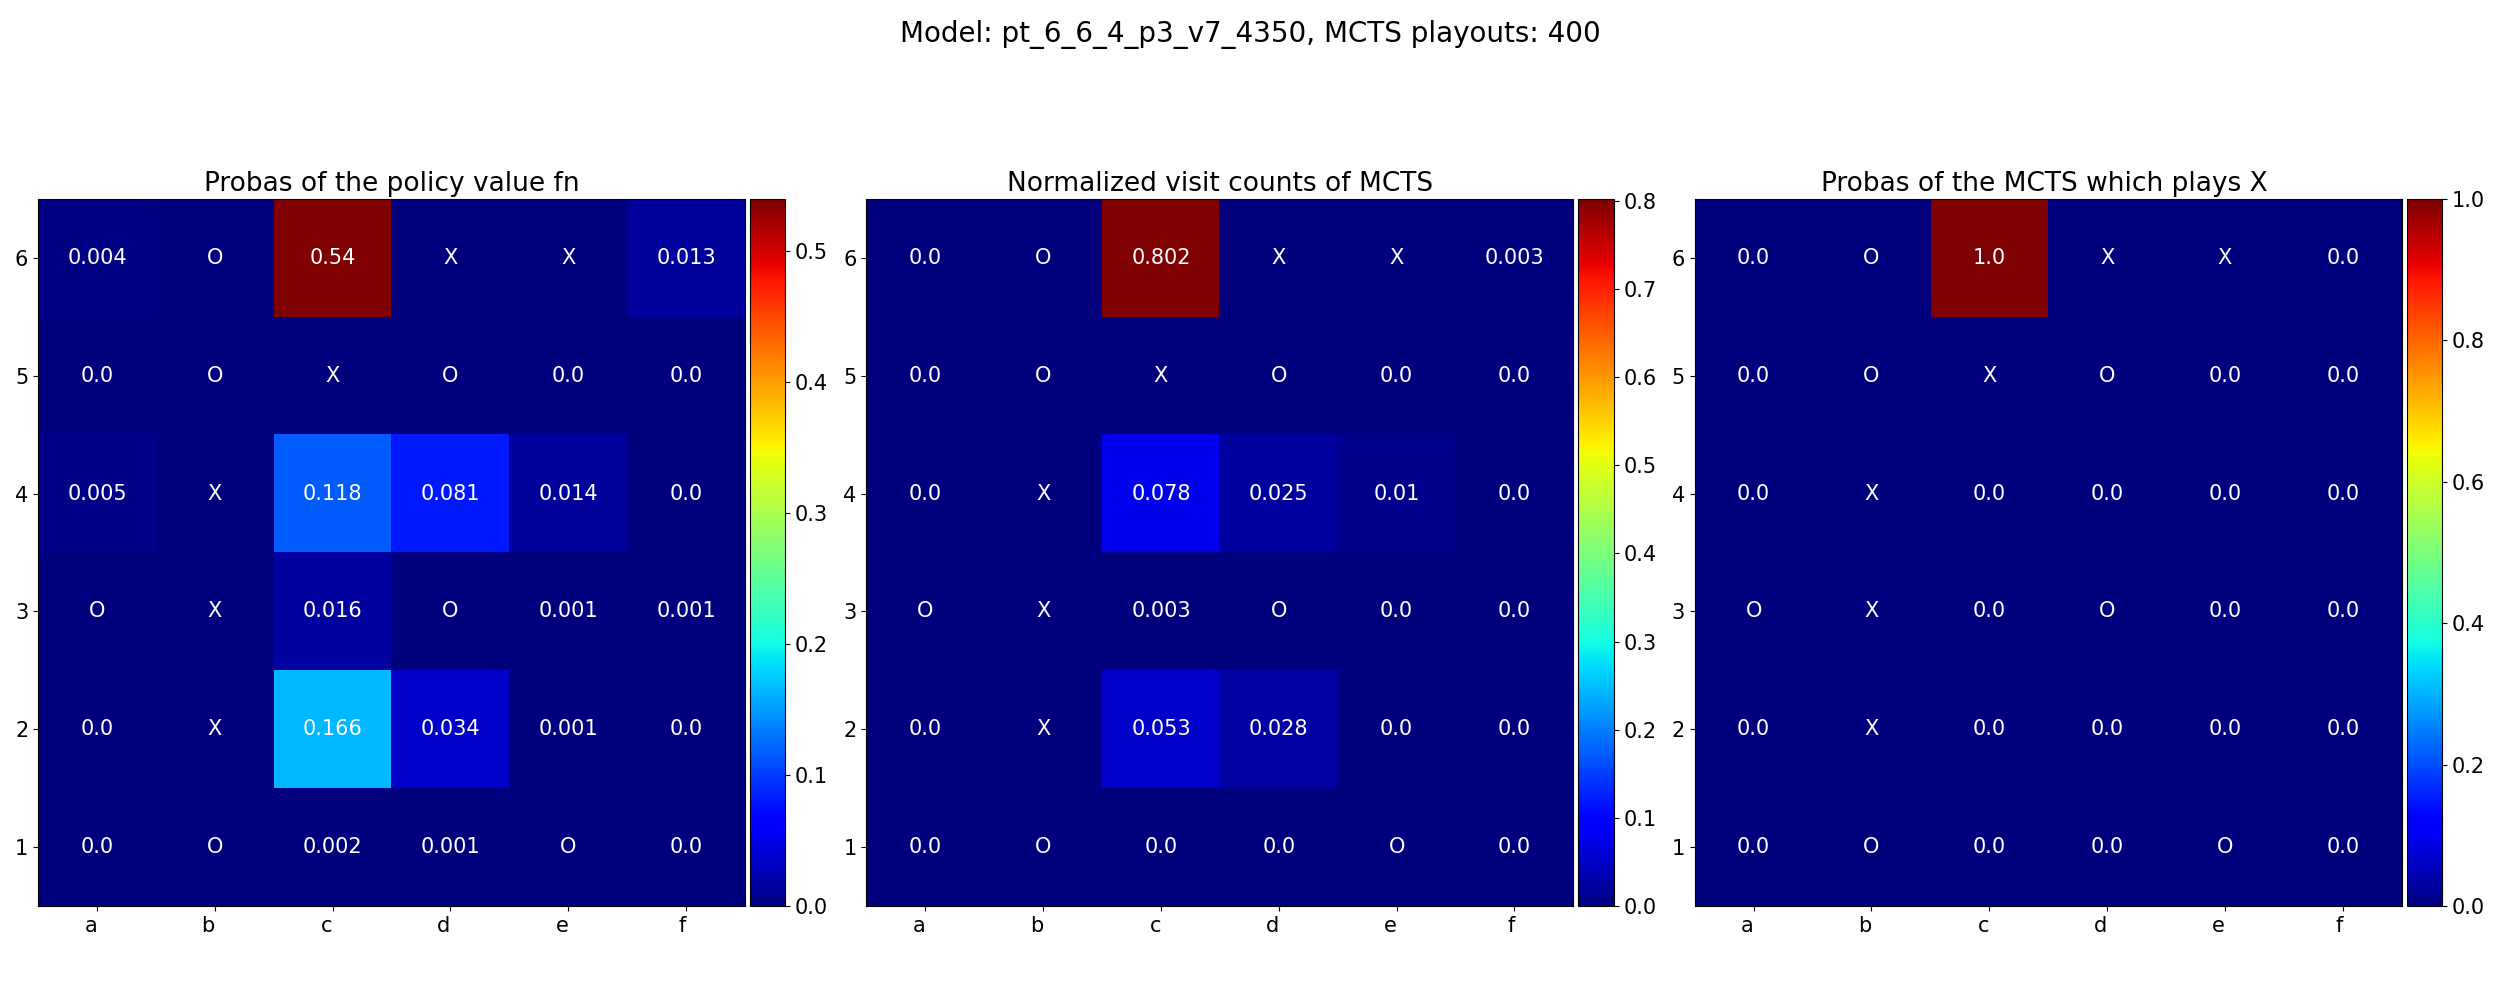 Model: pt_6_6_4_p3_v7_4350, MCTS playouts: 400
Probas of the policy value fn
6 0.004 O 0.54 X X 0.013
5 0.0 O X O 0.0 0.0
4 0.005 X 0.118 0.081 0.014 0.0
3 O X 0.016 O 0.001 0.001
2 0.0 X 0.166 0.034 0.001 0.0
1 0.0 O 0.002 0.001 O 0.0
a b c d e f
0.5
0.4
0.3
0.2
0.1
0.0
Normalized visit counts of MCTS
6 0.0 O 0.802 X X 0.003
5 0.0 O X O 0.0 0.0
4 0.0 X 0.078 0.025 0.01 0.0
3 O X 0.003 O 0.0 0.0
2 0.0 X 0.053 0.028 0.0 0.0
1 0.0 O 0.0 0.0 O 0.0
a b c d e f
0.8
0.7
0.6
0.5
0.4
0.3
0.2
0.1
0.0
Probas of the MCTS which plays X
6 0.0 O 1.0 X X 0.0
5 0.0 O X O 0.0 0.0
4 0.0 X 0.0 0.0 0.0 0.0
3 O X 0.0 O 0.0 0.0
2 0.0 X 0.0 0.0 0.0 0.0
1 0.0 O 0.0 0.0 O 0.0
a b c d e f
1.0
0.8
0.6
0.4
0.2
0.0